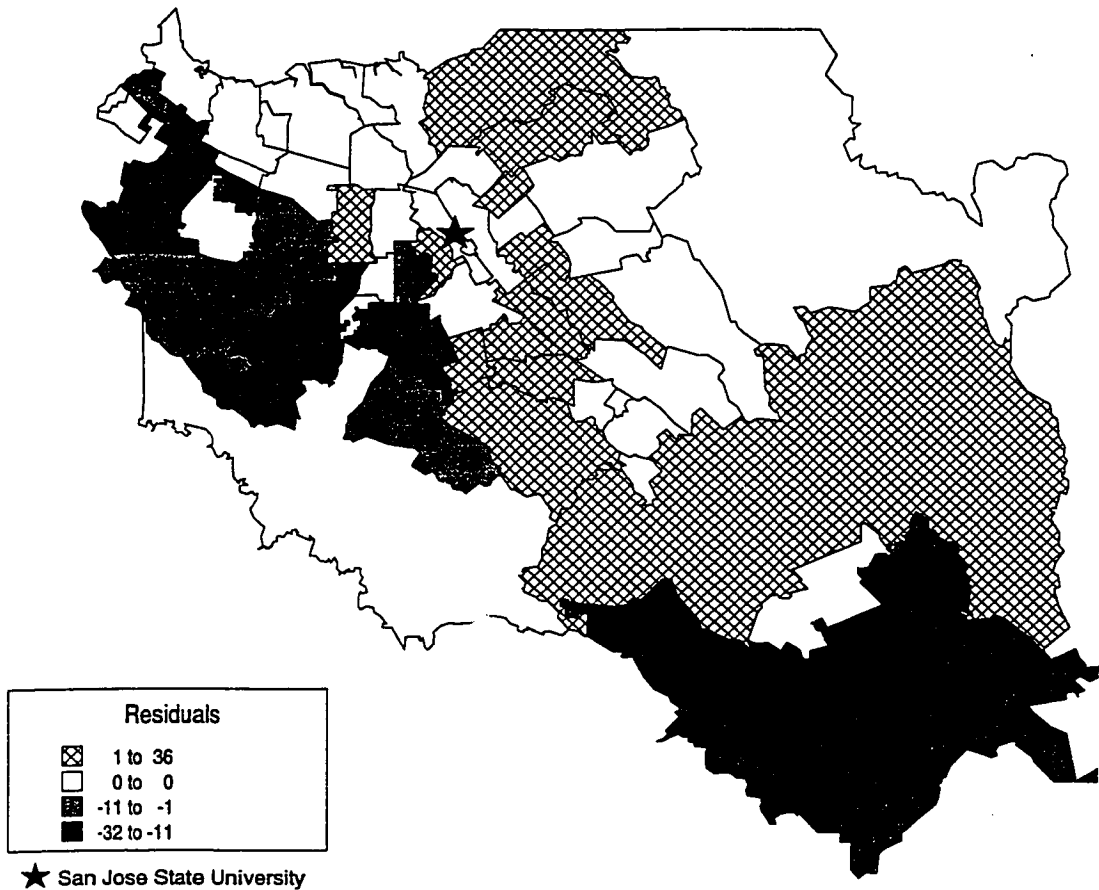 Residuals
1 to 36
0 to 0
-11 to -1
-32 to -11
San Jose State University